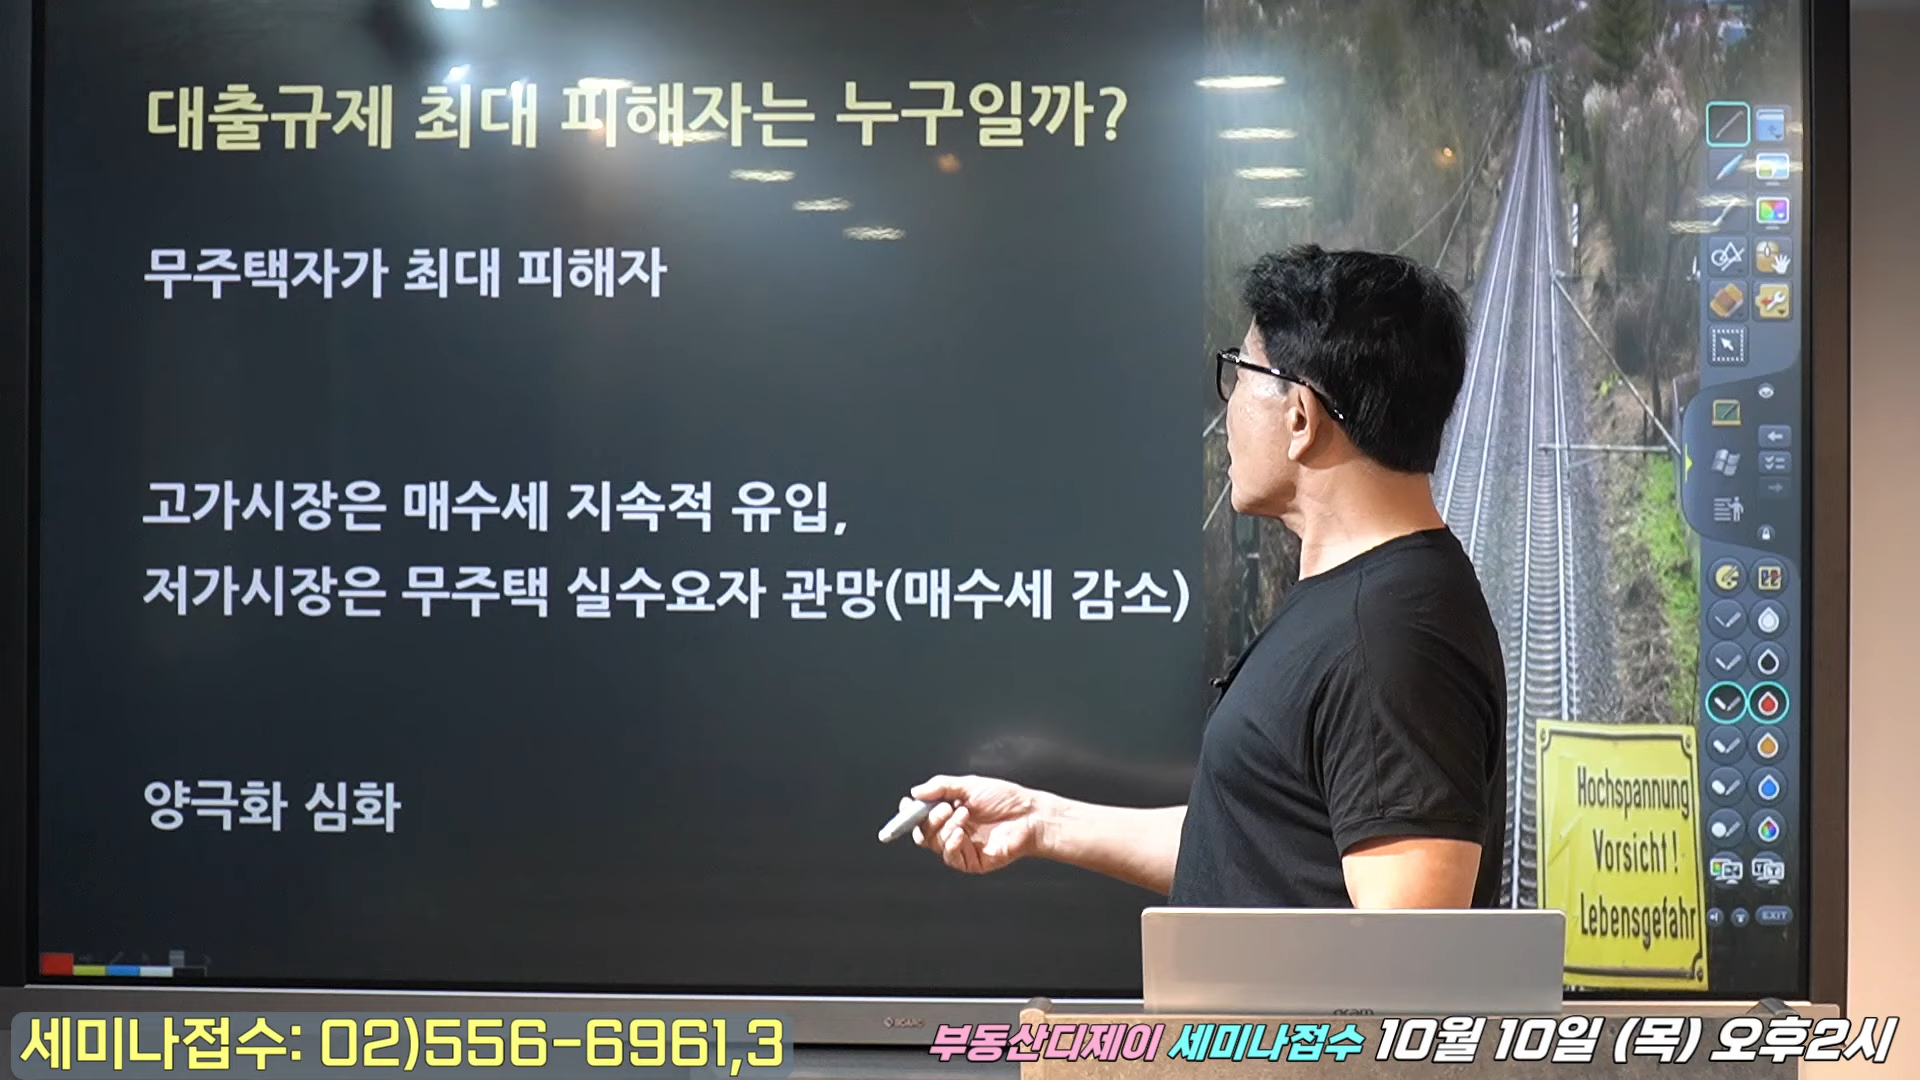 대출규제 최대 피해자는 누구일까?
무주택자가 최대 피해자
고가시장은 매수세 지속적 유입,
저가시장은 무주택 실수요자 관망(매수세 감소)
양극화 심화
Hochspannung
Vorsicht!
Lebensgefahr
EXIT
세미나접수: 02)556-6961,3
부동산디제이 세미나접수 10월 10일 (목) 오후2시